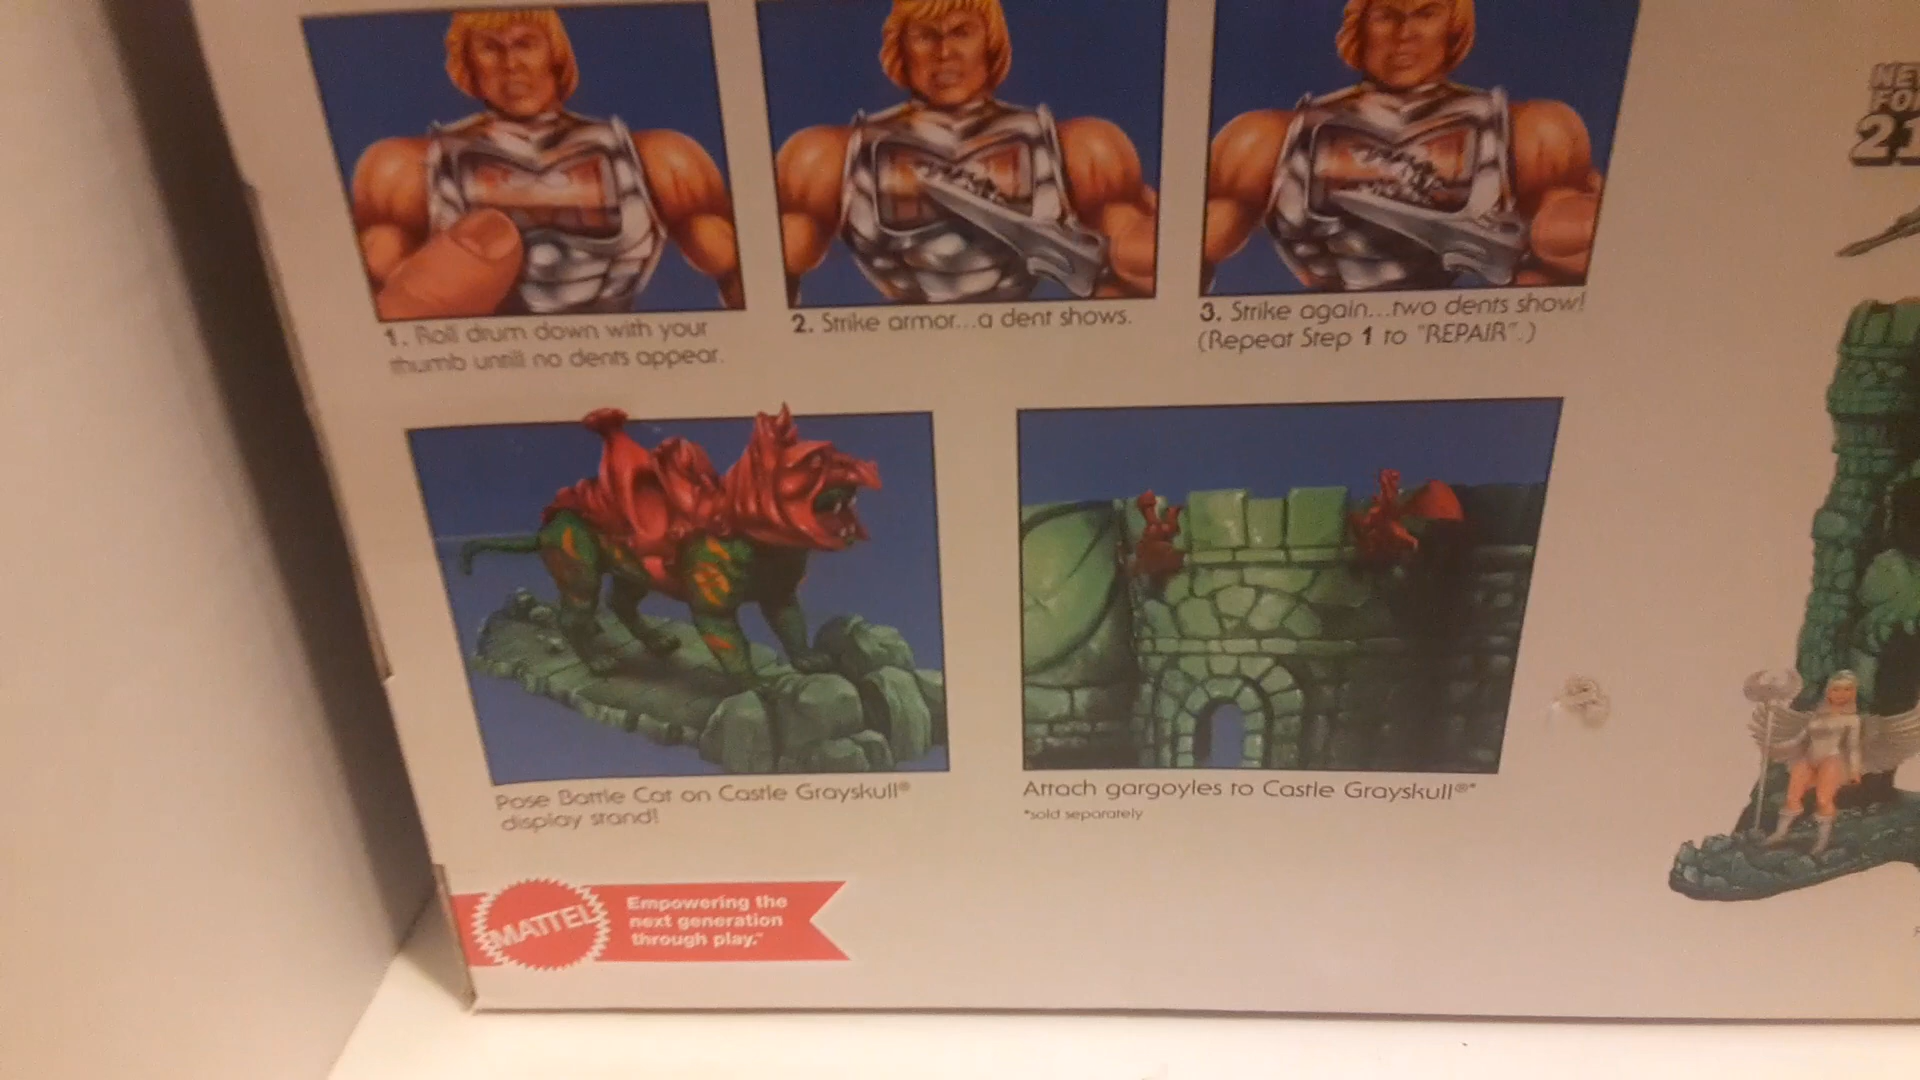 1. Roll drum down with your
thumb until no dents appear.
2. Strike armor...a dent shows.
3. Strike again...two dents show!
(Repeat Step 1 to "REPAIR".)
21
Pose Battle Cat on Castle Grayskull®
display stand!
Attach gargoyles to Castle Grayskull®*
*sold separately
MATTEL
Empowering the
next generation
through play.™